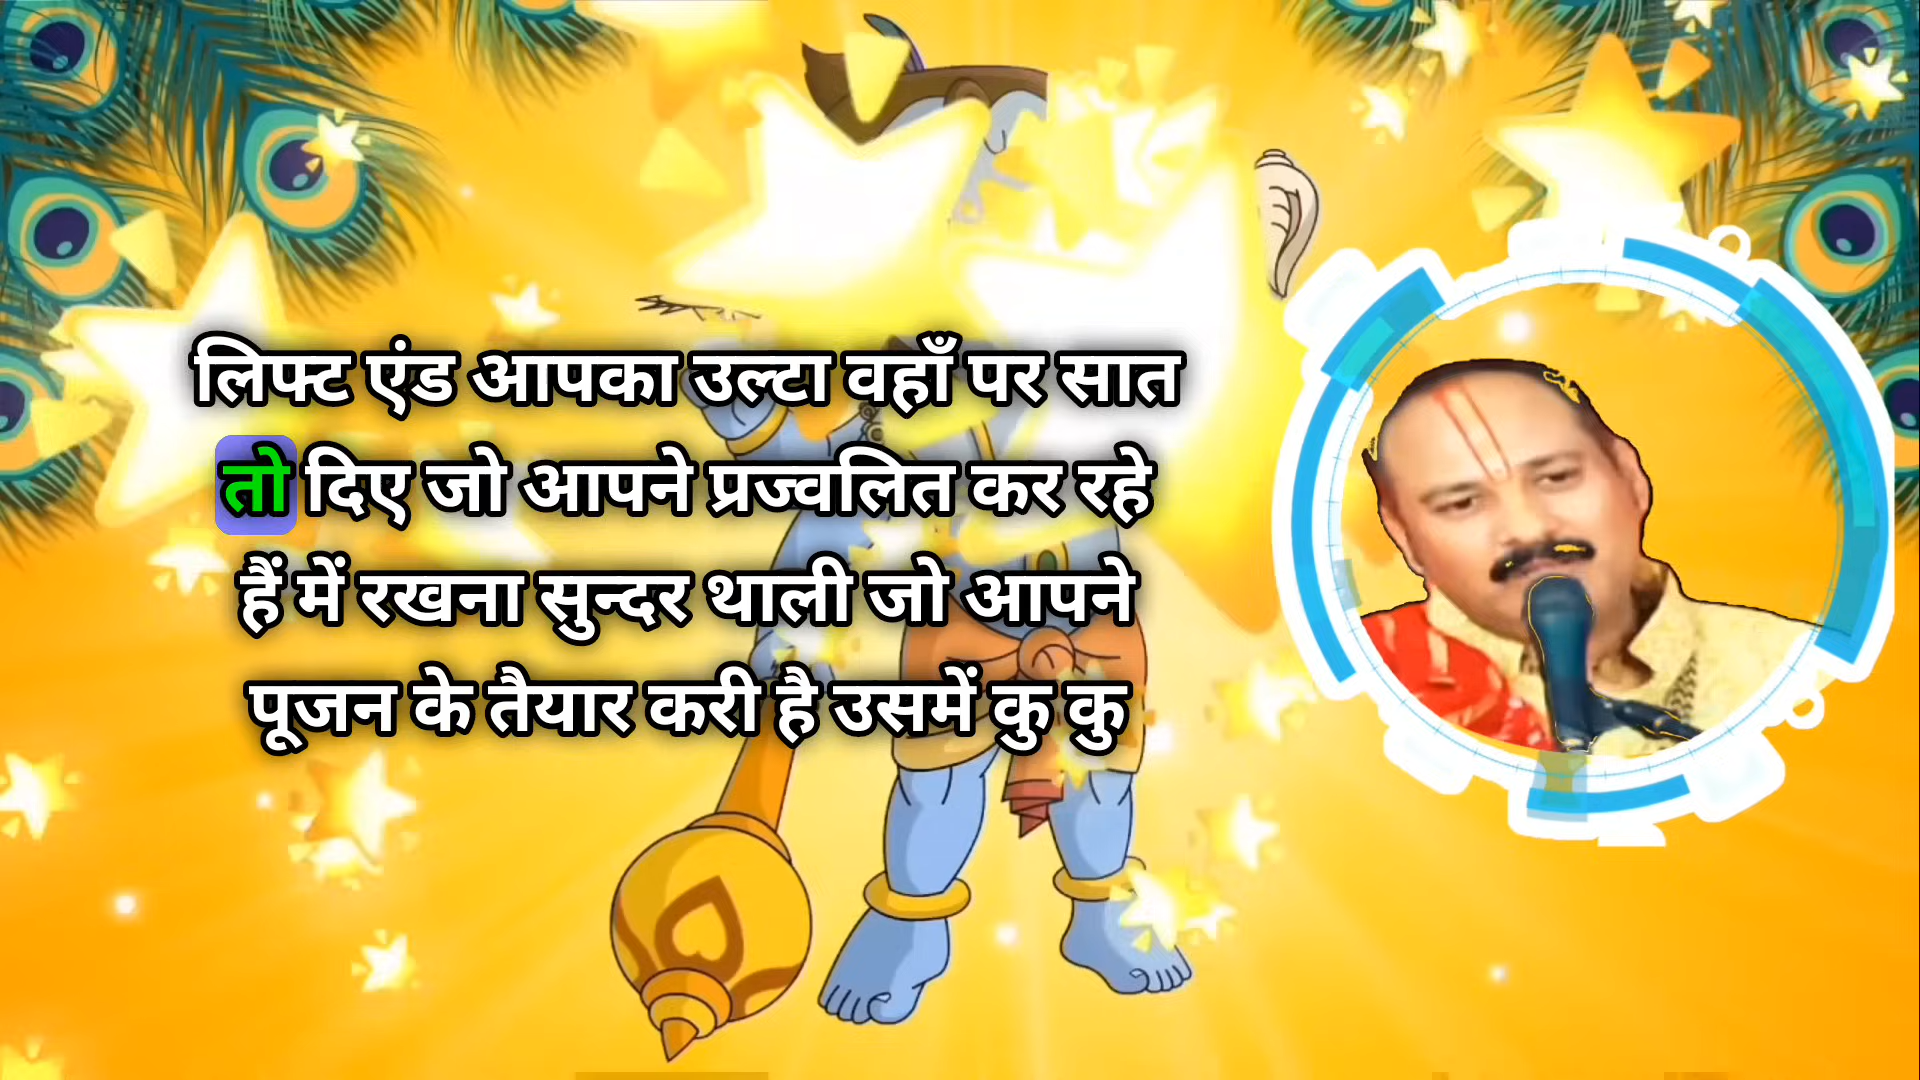 लिफ्ट एंड आपका उल्टा वहाँ पर सात
तो दिए जो आपने प्रज्वलित कर रहे
हैं में रखना सुन्दर थाली जो आपने
पूजन के तैयार करी है उसमें कु कु